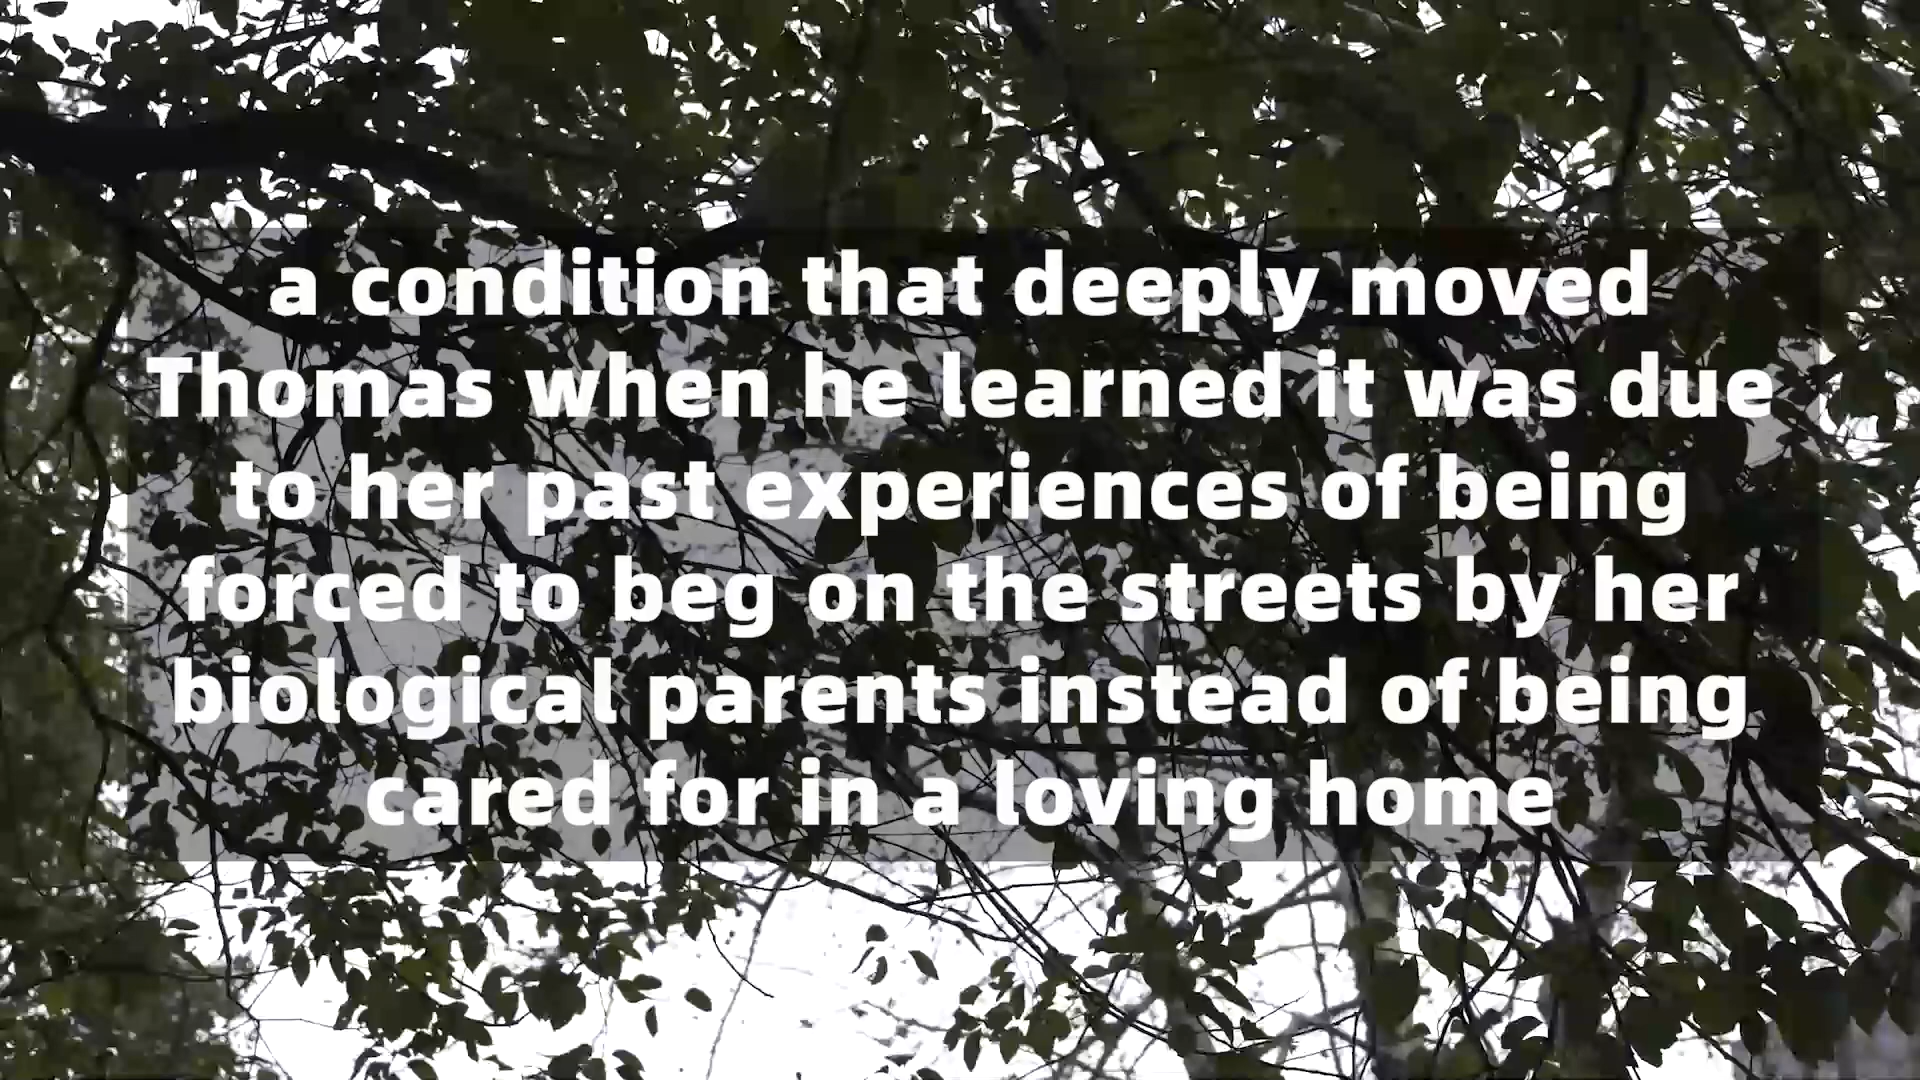 a condition that deeply moved
Thomas when he learned it was due
to her past experiences of being
forced to beg on the streets by her
biological parents instead of being
cared for in a loving home